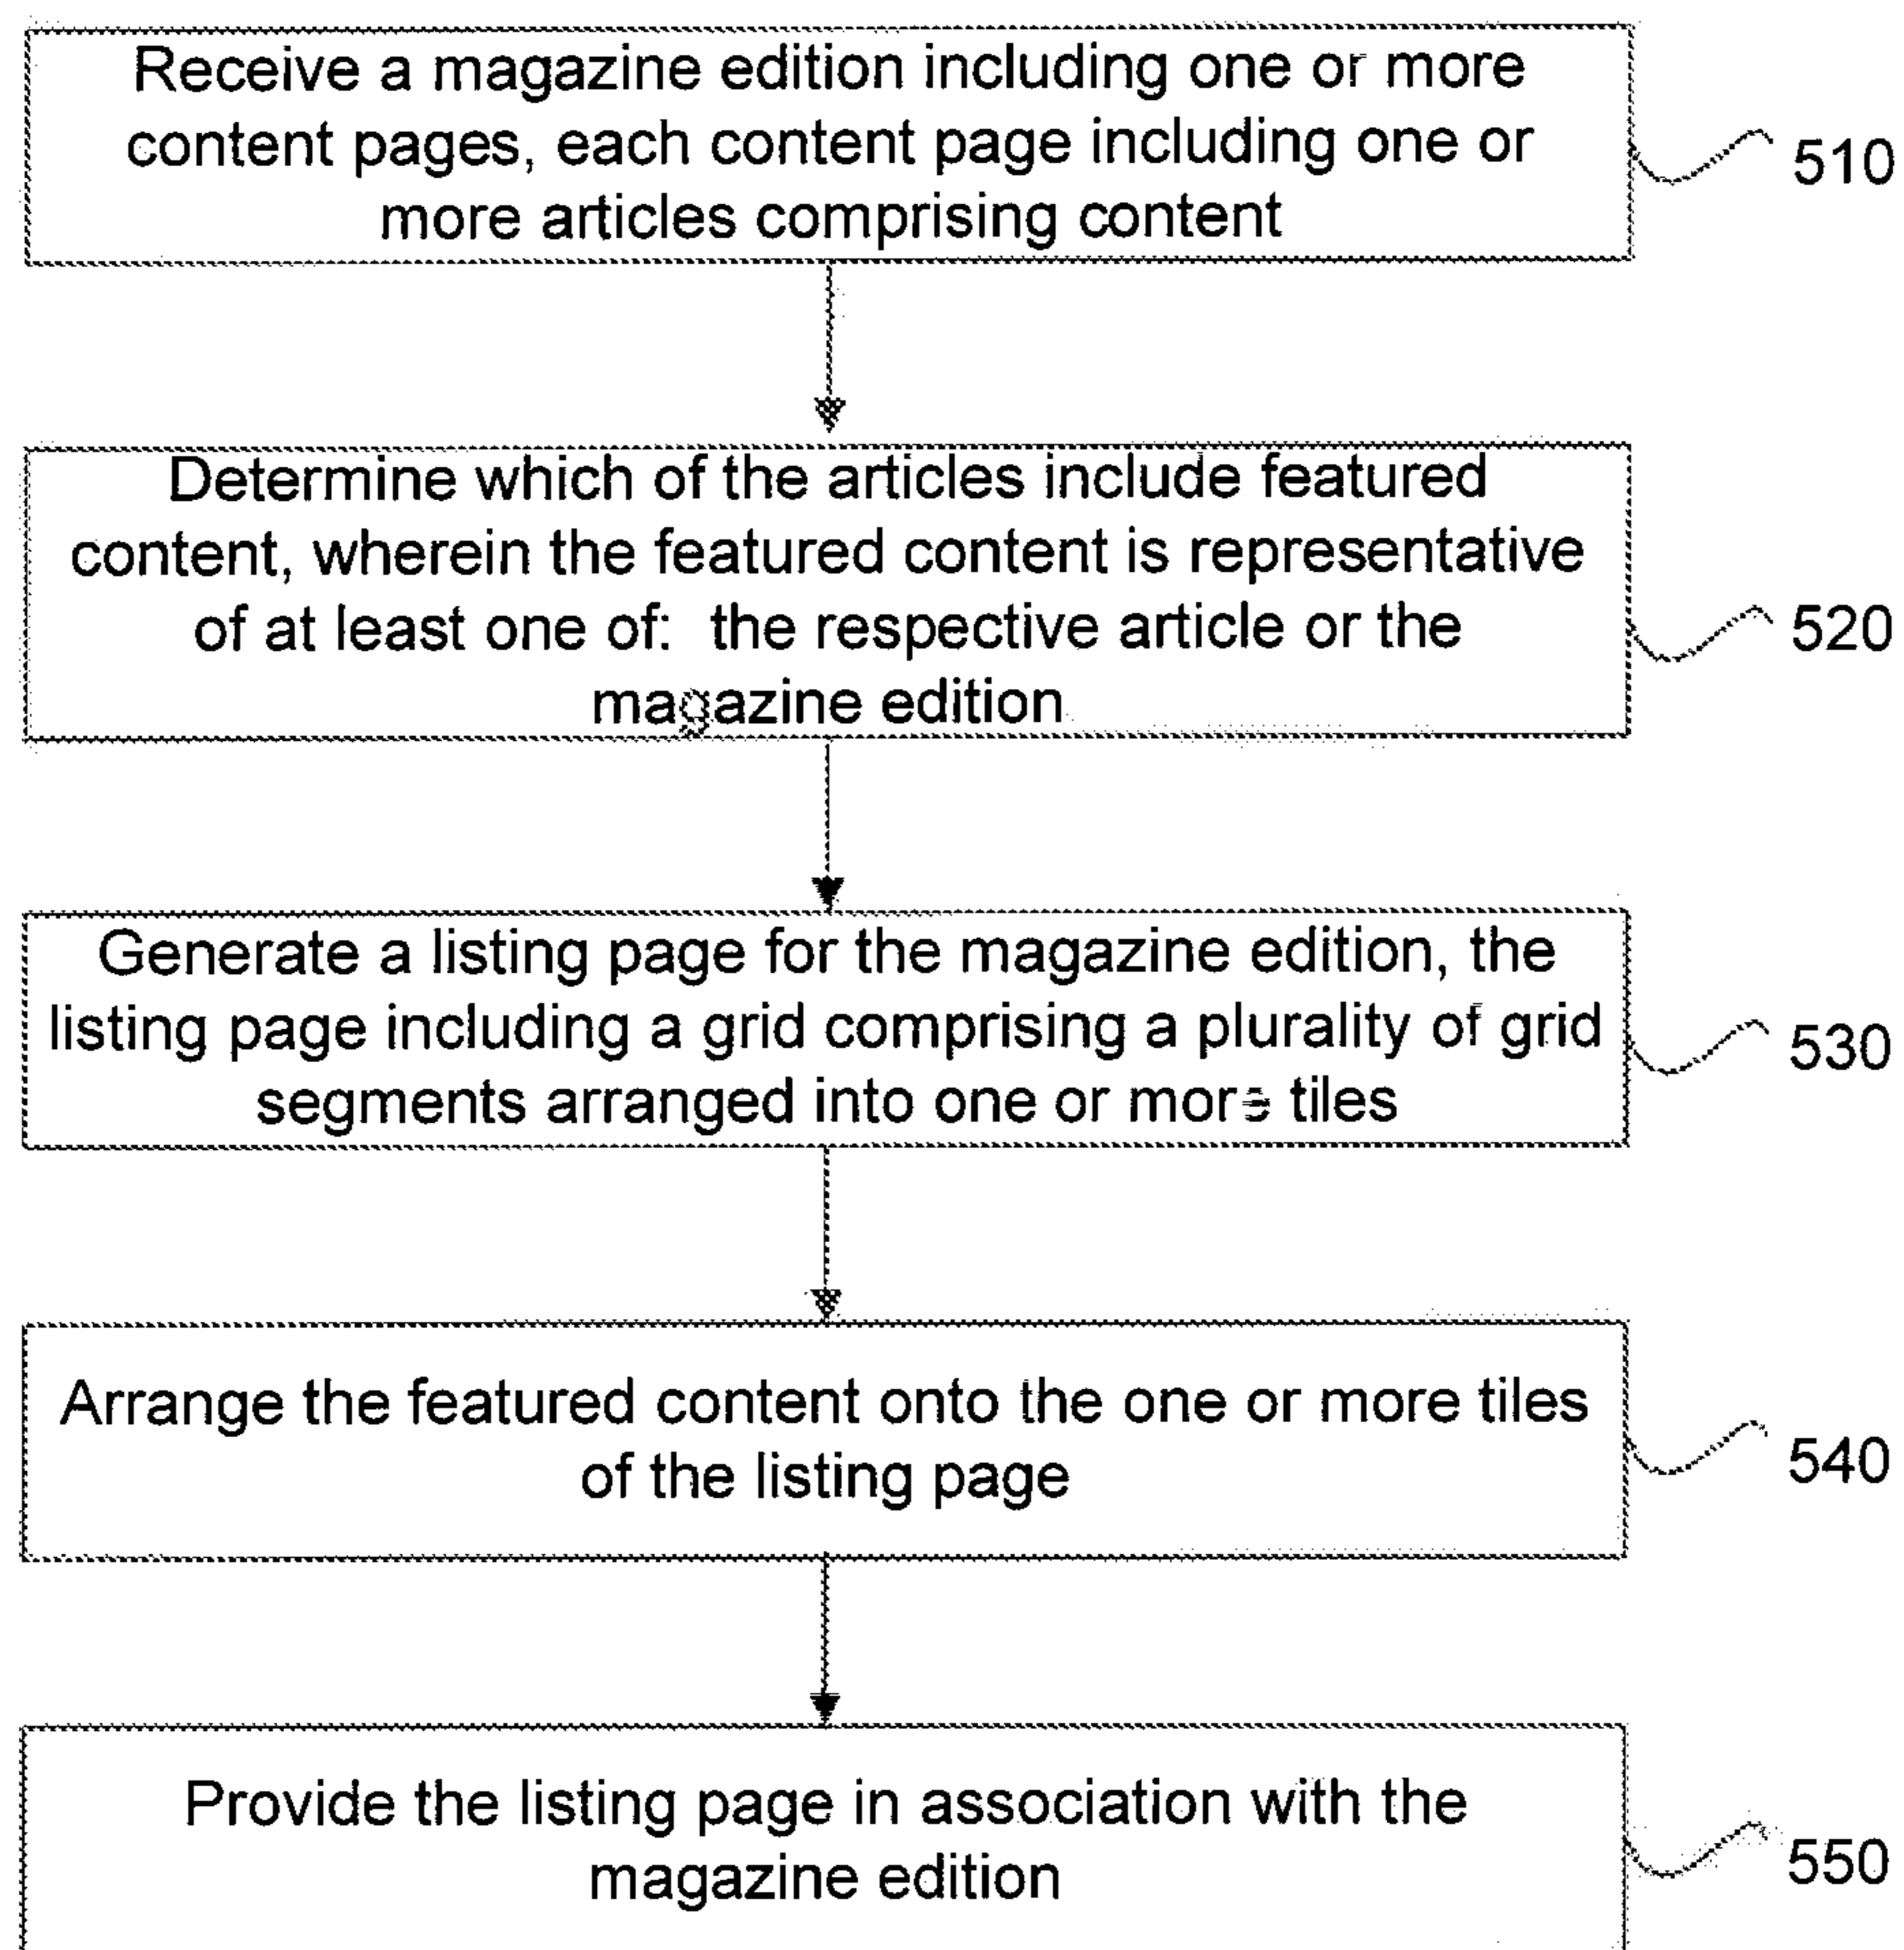 Receive a magazine edition including one or more
content pages, each content page including one or
more articles comprising content
510
Determine which of the articles include featured
content, wherein the featured content is representative
of at least one of: the respective article or the
magazine edition
520
Generate a listing page for the magazine edition, the
listing page including a grid comprising a plurality of grid
segments arranged into one or more tiles
530
Arrange the featured content onto the one or more tiles
of the listing page
540
Provide the listing page in association with the
magazine edition
550